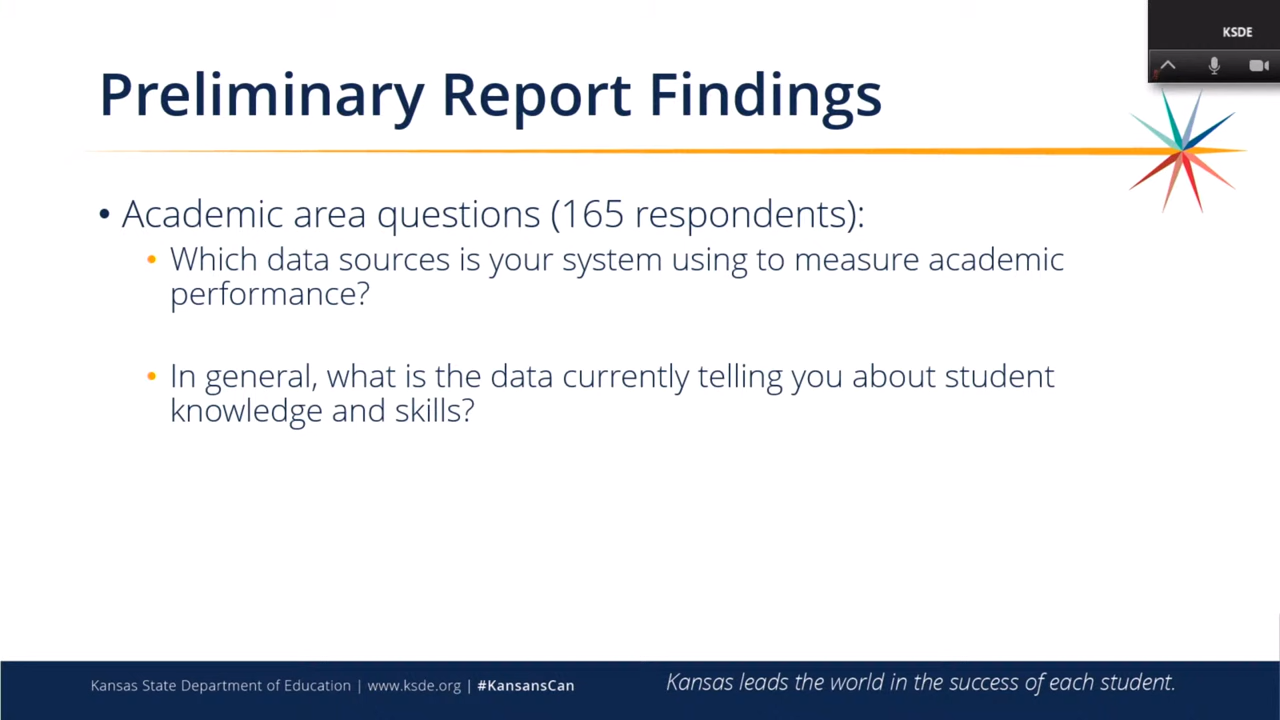 KSDE
Preliminary Report Findings
• Academic area questions (165 respondents):
• Which data sources is your system using to measure academic
performance?
• In general, what is the data currently telling you about student
knowledge and skills?
Kansas State Department of Education | www.ksde.org | #KansansCan
Kansas leads the world in the success of each student.